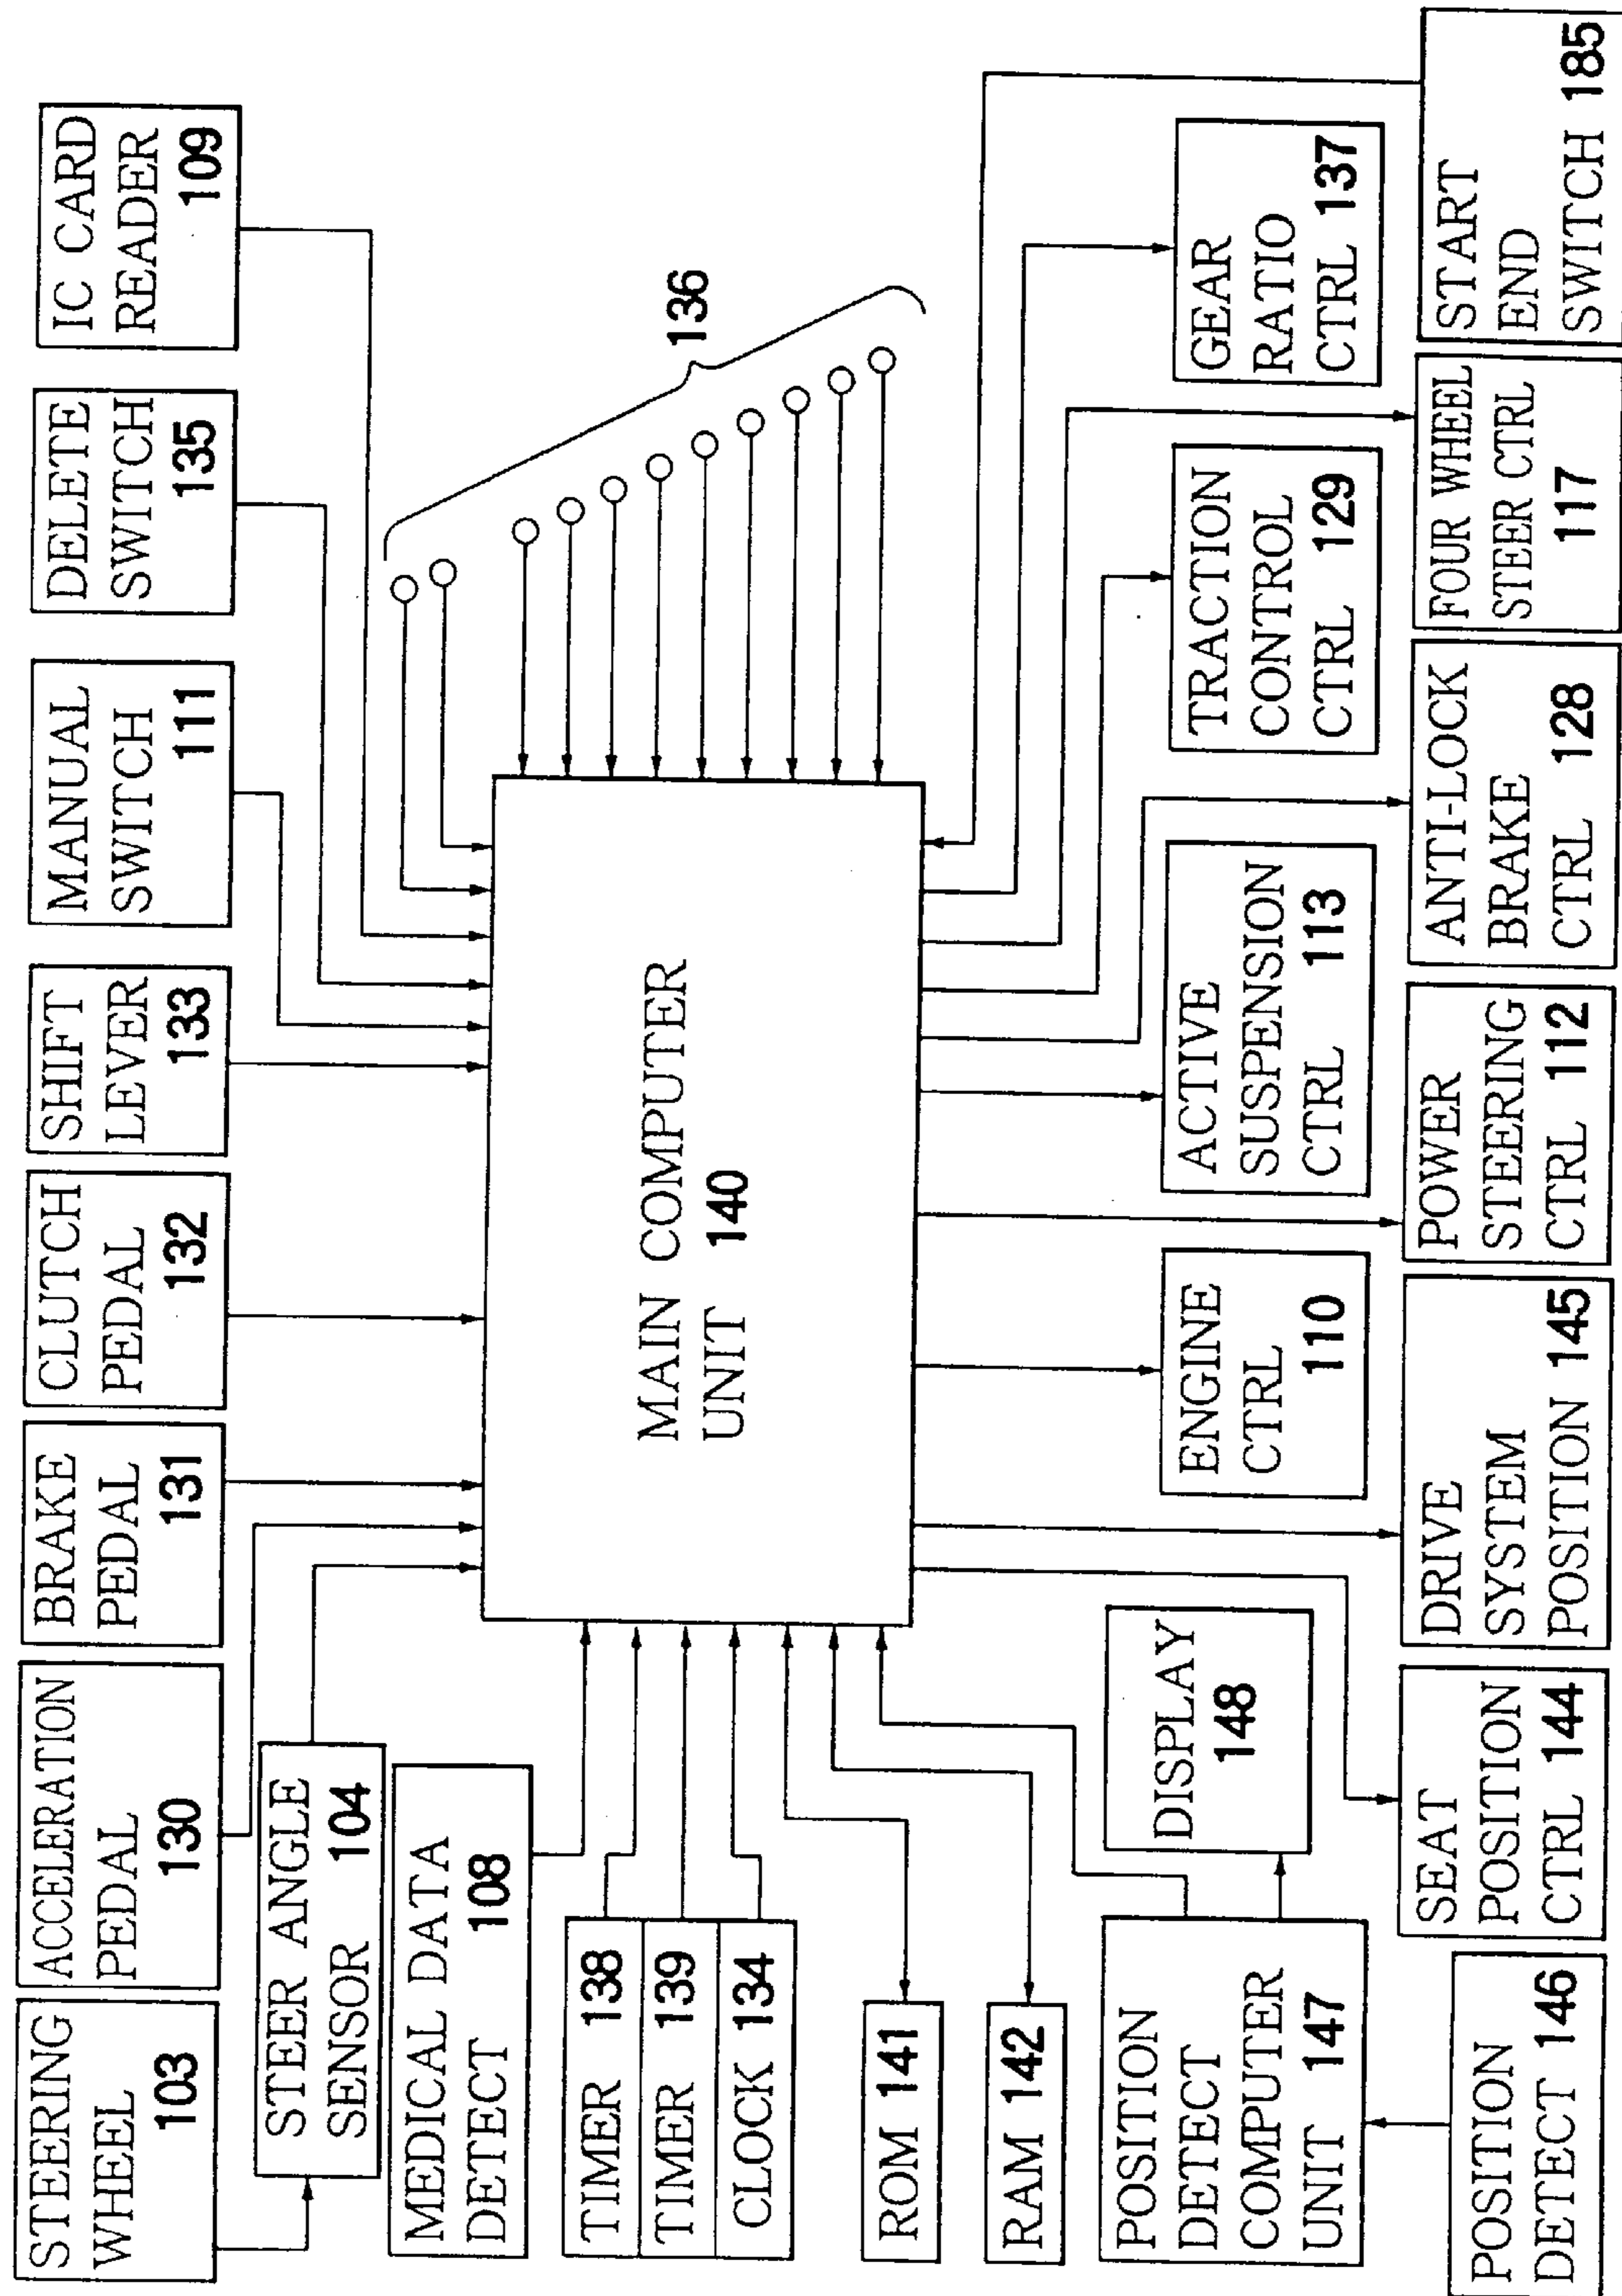 STEERING
WHEEL
103
ACCELERATION
PEDAL
130
BRAKE
PEDAL
131
CLUTCH
PEDAL
132
SHIFT
LEVER
133
MANUAL
SWITCH
111
DELETE
SWITCH
135
IC CARD
READER
109
STEER ANGLE
SENSOR 104
MEDICAL DATA
DETECT 108
TIMER 138
TIMER 139
CLOCK 134
ROM 141
RAM 142
MAIN COMPUTER
UNIT 140
136
POSITION
DETECT
COMPUTER
UNIT 147
DISPLAY
148
ENGINE
CTRL
110
ACTIVE
SUSPENSION
CTRL 113
TRACTION
CONTROL
CTRL 129
GEAR
RATIO
CTRL 137
POSITION
DETECT 146
SEAT
POSITION
CTRL 144
DRIVE
SYSTEM
POSITION 145
POWER
STEERING
CTRL 112
ANTI-LOCK
BRAKE
CTRL 128
FOUR WHEEL
STEER CTRL
117
START
END
SWITCH 185